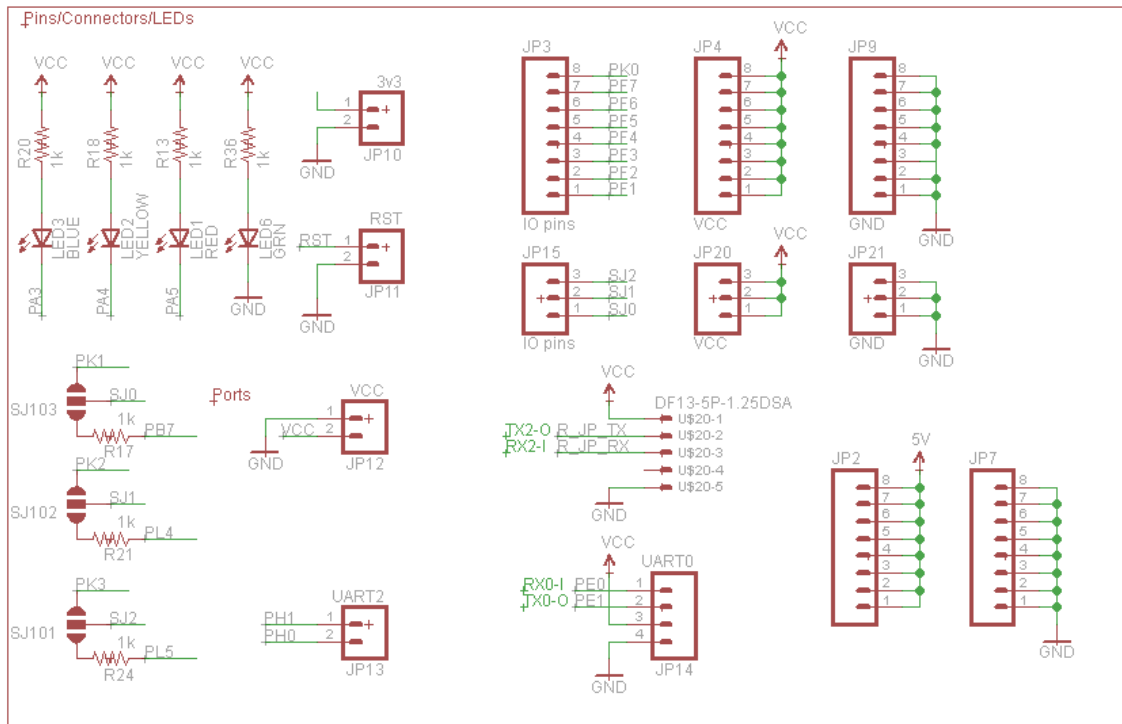 Pins/Connectors/LEDs
VCC VCC VCC VCC
R20 1k
R18 1k
R13 1k
R36 1k
LED3 BLUE
LED2 YELLOW
LED1 RED
LED6 GRN
PA3
PA4
PA5
GND
3v3
1
2
JP10
GND
RST
RST 1
2
JP11
GND
JP3
8 PK0
7 PF7
6 PF6
5 PF5
4 PF4
3 PF3
2 PF2
1 PF1
IO pins
VCC
JP4
8
7
6
5
4
3
2
1
VCC
JP9
8
7
6
5
4
3
2
1
GND
GND
JP15
3 SJ2
2 SJ1
1 SJ0
IO pins
VCC
JP20
3
2
1
VCC
JP21
3
2
1
GND
GND
PK1
SJ103
SJ0
1k
R17
PB7
PK2
SJ102
SJ1
1k
R21
PL4
PK3
SJ101
SJ2
1k
R24
PL5
Ports
VCC
1
VCC 2
GND
JP12
UART2
PH1 1
PH0 2
JP13
VCC
DF13-5P-1.25DSA
U$20-1
TX2-O R_JP_TX U$20-2
RX2-I R_JP_RX U$20-3
U$20-4
U$20-5
GND
VCC
UART0
RX0-I PE0 1
TX0-O PE1 2
3
4
GND
JP14
5V
JP2
8
7
6
5
4
3
2
1
JP7
8
7
6
5
4
3
2
1
GND